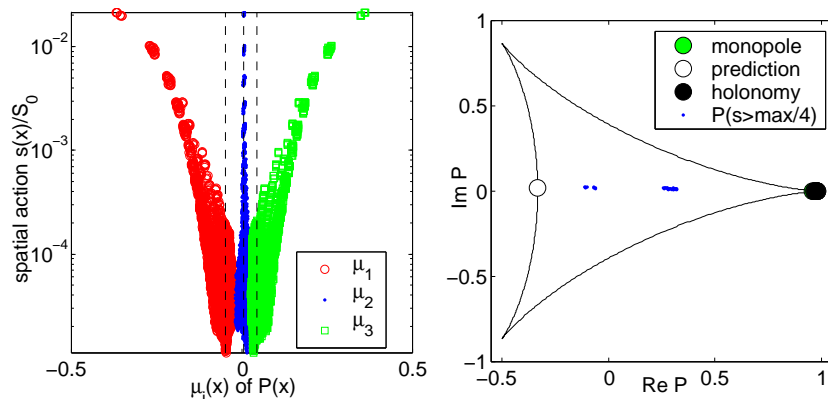 10^-2
10^-3
10^-4
spatial action s(x)/S_0
μ_1
μ_2
μ_3
-0.5
0
0.5
μ_i(x) of P(x)
1
0.5
0
-0.5
-1
Im P
monopole
prediction
holonomy
P(s>max/4)
-0.5
0
0.5
1
Re P